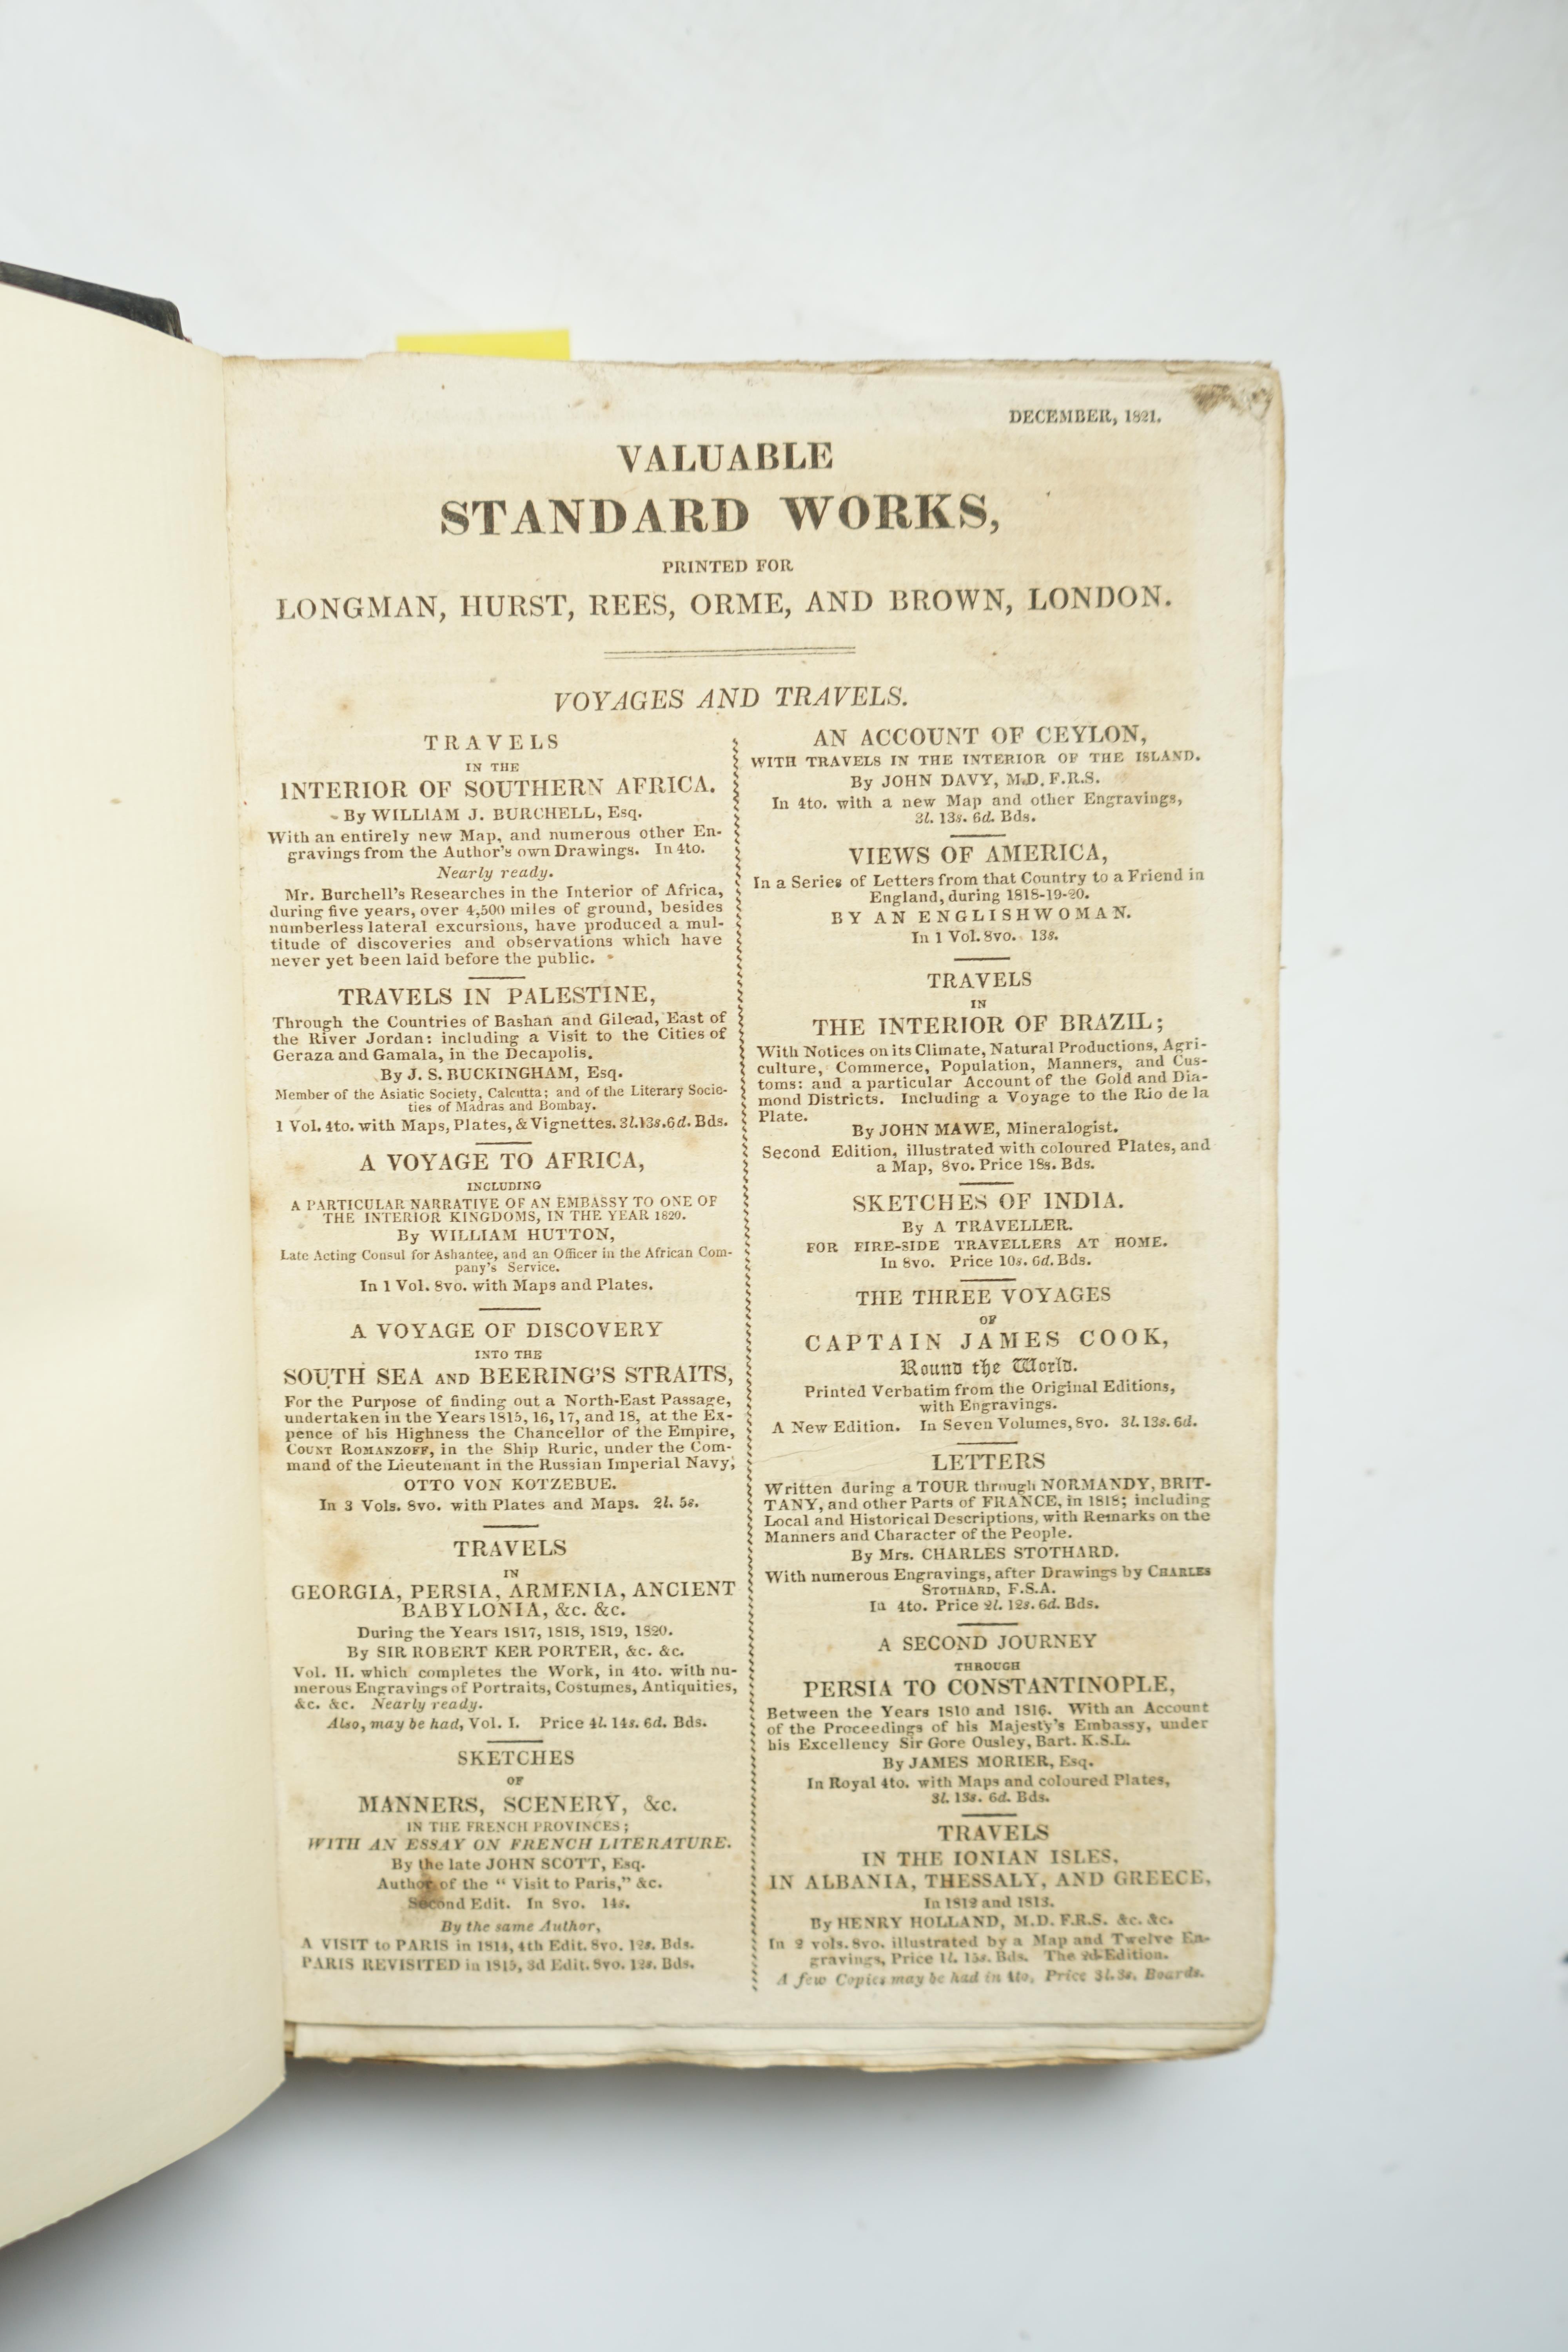 DECEMBER, 1821.
VALUABLE
STANDARD WORKS,
PRINTED FOR
LONGMAN, HURST, REES, ORME, AND BROWN, LONDON.
VOYAGES AND TRAVELS.
TRAVELS
IN THE
INTERIOR OF SOUTHERN AFRICA.
By WILLIAM J. BURCHELL, Esq.
With an entirely new Map, and numerous other En-
gravings from the Author's own Drawings. In 4to.
Nearly ready.
Mr. Burchell's Researches in the Interior of Africa,
during five years, over 4,500 miles of ground, besides
numberless lateral excursions, have produced a mul-
titude of discoveries and observations which have
never yet been laid before the public.
TRAVELS IN PALESTINE,
Through the Countries of Bashan and Gilead, East of
the River Jordan: including a Visit to the Cities of
Geraza and Gamala, in the Decapolis.
By J. S. BUCKINGHAM, Esq.
Member of the Asiatic Society, Calcutta; and of the Literary Socie-
ties of Madras and Bombay.
1 Vol. 4to. with Maps, Plates, & Vignettes. 3l. 13s. 6d. Bds.
A VOYAGE TO AFRICA,
INCLUDING
A PARTICULAR NARRATIVE OF AN EMBASSY TO ONE OF
THE INTERIOR KINGDOMS, IN THE YEAR 1820.
By WILLIAM HUTTON,
Late Acting Consul for Ashantee, and an Officer in the African Com-
pany's Service.
In 1 Vol. 8vo. with Maps and Plates.
A VOYAGE OF DISCOVERY
INTO THE
SOUTH SEA AND BEERING'S STRAITS,
For the Purpose of finding out a North-East Passage,
undertaken in the Years 1815, 16, 17, and 18, at the Ex-
pence of his Highness the Chancellor of the Empire,
COUNT ROMANZOFF, in the Ship Ruric, under the Com-
mand of the Lieutenant in the Russian Imperial Navy,
OTTO VON KOTZEBUE.
In 3 Vols. 8vo. with Plates and Maps. 2l. 5s.
TRAVELS
IN
GEORGIA, PERSIA, ARMENIA, ANCIENT
BABYLONIA, &c. &c.
During the Years 1817, 1818, 1819, 1820.
By SIR ROBERT KER PORTER, &c. &c.
Vol. II. which completes the Work, in 4to. with nu-
merous Engravings of Portraits, Costumes, Antiquities,
&c. &c. Nearly ready.
Also, may be had, Vol. I. Price 4l. 14s. 6d. Bds.
SKETCHES
OF
MANNERS, SCENERY, &c.
IN THE FRENCH PROVINCES;
WITH AN ESSAY ON FRENCH LITERATURE.
By the late JOHN SCOTT, Esq.
Author of the "Visit to Paris," &c.
Second Edit. In 8vo. 14s.
By the same Author,
A VISIT to PARIS in 1814, 4th Edit. 8vo. 12s. Bds.
PARIS REVISITED in 1815, 3d Edit. 8vo. 12s. Bds.
AN ACCOUNT OF CEYLON,
WITH TRAVELS IN THE INTERIOR OF THE ISLAND.
By JOHN DAVY, M.D. F.R.S.
In 4to. with a new Map and other Engravings,
3l. 13s. 6d. Bds.
VIEWS OF AMERICA,
In a Series of Letters from that Country to a Friend in
England, during 1818-19-20.
BY AN ENGLISHWOMAN.
In 1 Vol. 8vo. 13s.
TRAVELS
IN
THE INTERIOR OF BRAZIL;
With Notices on its Climate, Natural Productions, Agri-
culture, Commerce, Population, Manners, and Cus-
toms: and a particular Account of the Gold and Dia-
mond Districts. Including a Voyage to the Rio de la
Plate.
By JOHN MAWE, Mineralogist.
Second Edition, illustrated with coloured Plates, and
a Map, 8vo. Price 18s. Bds.
SKETCHES OF INDIA.
By A TRAVELLER.
FOR FIRE-SIDE TRAVELLERS AT HOME.
In 8vo. Price 10s. 6d. Bds.
THE THREE VOYAGES
OF
CAPTAIN JAMES COOK,
Round the World.
Printed Verbatim from the Original Editions,
with Engravings.
A New Edition. In Seven Volumes, 8vo. 3l. 13s. 6d.
LETTERS
Written during a TOUR through NORMANDY, BRIT-
TANY, and other Parts of FRANCE, in 1818; including
Local and Historical Descriptions, with Remarks on the
Manners and Character of the People.
By Mrs. CHARLES STOTHARD.
With numerous Engravings, after Drawings by CHARLES
STOTHARD, F.S.A.
In 4to. Price 2l. 12s. 6d. Bds.
A SECOND JOURNEY
THROUGH
PERSIA TO CONSTANTINOPLE,
Between the Years 1810 and 1816. With an Account
of the Proceedings of his Majesty's Embassy, under
his Excellency Sir Gore Ousley, Bart. K.S.L.
By JAMES MORIER, Esq.
In Royal 4to. with Maps and coloured Plates,
3l. 13s. 6d. Bds.
TRAVELS
IN THE IONIAN ISLES,
IN ALBANIA, THESSALY, AND GREECE,
In 1812 and 1813.
By HENRY HOLLAND, M.D. F.R.S. &c. &c.
In 2 vols. 8vo. illustrated by a Map and Twelve En-
gravings, Price 1l. 15s. Bds. The 2d Edition.
A few Copies may be had in 4to, Price 3l. 3s. Boards.